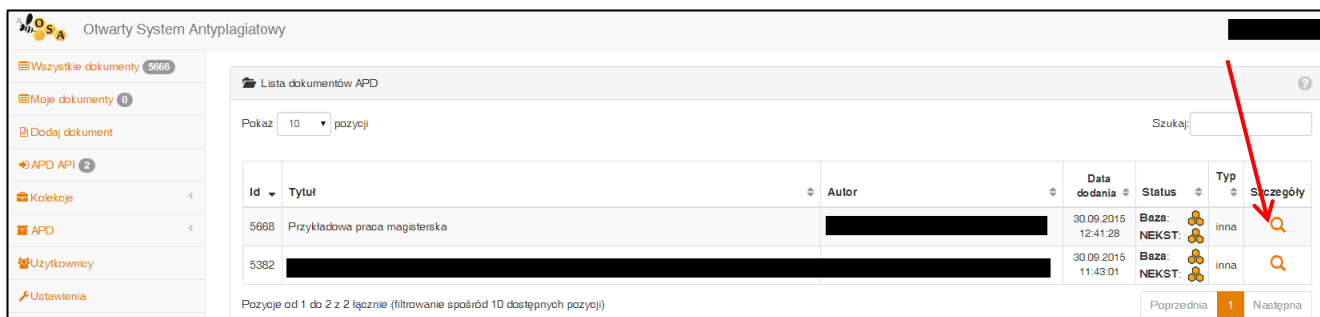 OSA Otwarty System Antyplagiatowy
Wszystkie dokumenty 5666
Moje dokumenty 0
Dodaj dokument
APD API 2
Kolekcje
APD
Użytkownicy
Ustawienia
Lista dokumentów APD
Pokaż 10 pozycji Szukaj:
Id Tytuł Autor Data dodania Status Typ Szczegóły
5668 Przykładowa praca magisterska 30.09.2015 12:41:28 Baza: NEKST: inna
5382 30.09.2015 11:43:01 Baza: NEKST: inna
Pozycje od 1 do 2 z 2 łącznie (filtrowanie spośród 10 dostępnych pozycji) Poprzednia 1 Następna